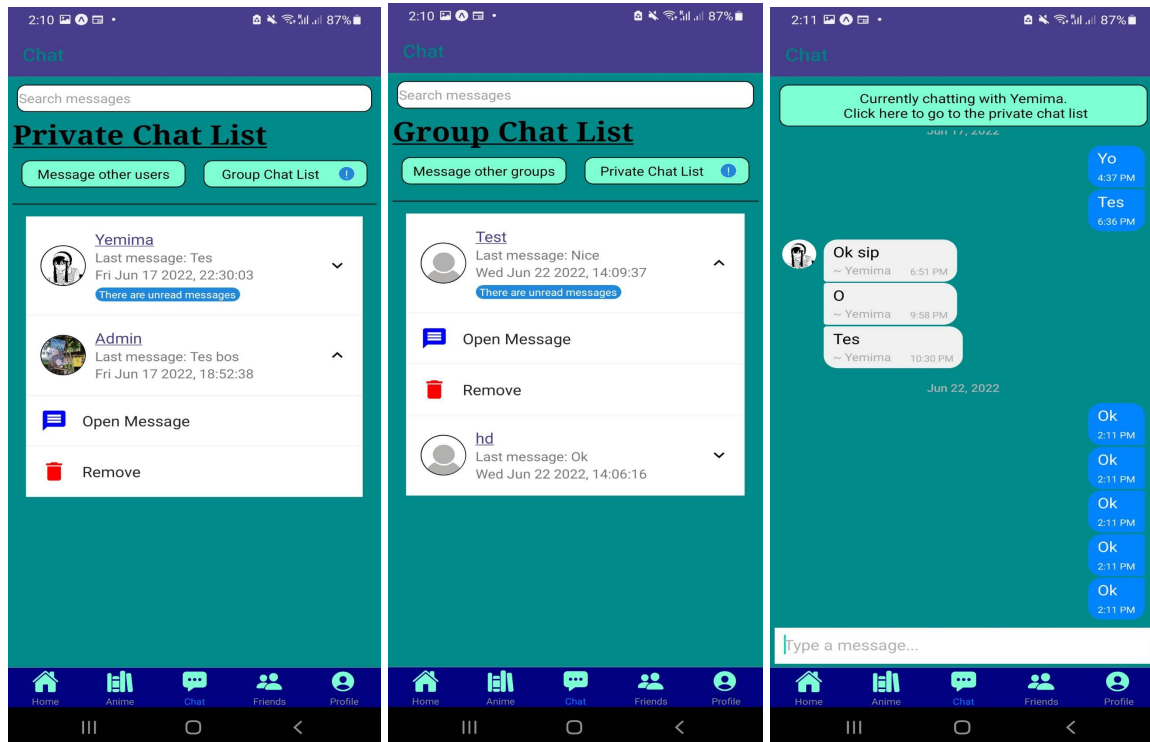 2:10
87%
Chat
Search messages
Private Chat List
Message other users
Group Chat List
!
Yemima
Last message: Tes
Fri Jun 17 2022, 22:30:03
There are unread messages
Admin
Last message: Tes bos
Fri Jun 17 2022, 18:52:38
Open Message
Remove
Home Anime Chat Friends Profile
2:10
87%
Chat
Search messages
Group Chat List
Message other groups
Private Chat List
!
Test
Last message: Nice
Wed Jun 22 2022, 14:09:37
There are unread messages
Open Message
Remove
hd
Last message: Ok
Wed Jun 22 2022, 14:06:16
Home Anime Chat Friends Profile
2:11
87%
Chat
Currently chatting with Yemima.
Click here to go to the private chat list
Jun 17, 2022
Yo
4:37 PM
Tes
6:36 PM
Ok sip
~ Yemima 6:51 PM
O
~ Yemima 9:58 PM
Tes
~ Yemima 10:30 PM
Jun 22, 2022
Ok
2:11 PM
Ok
2:11 PM
Ok
2:11 PM
Ok
2:11 PM
Ok
2:11 PM
Type a message...
Home Anime Chat Friends Profile